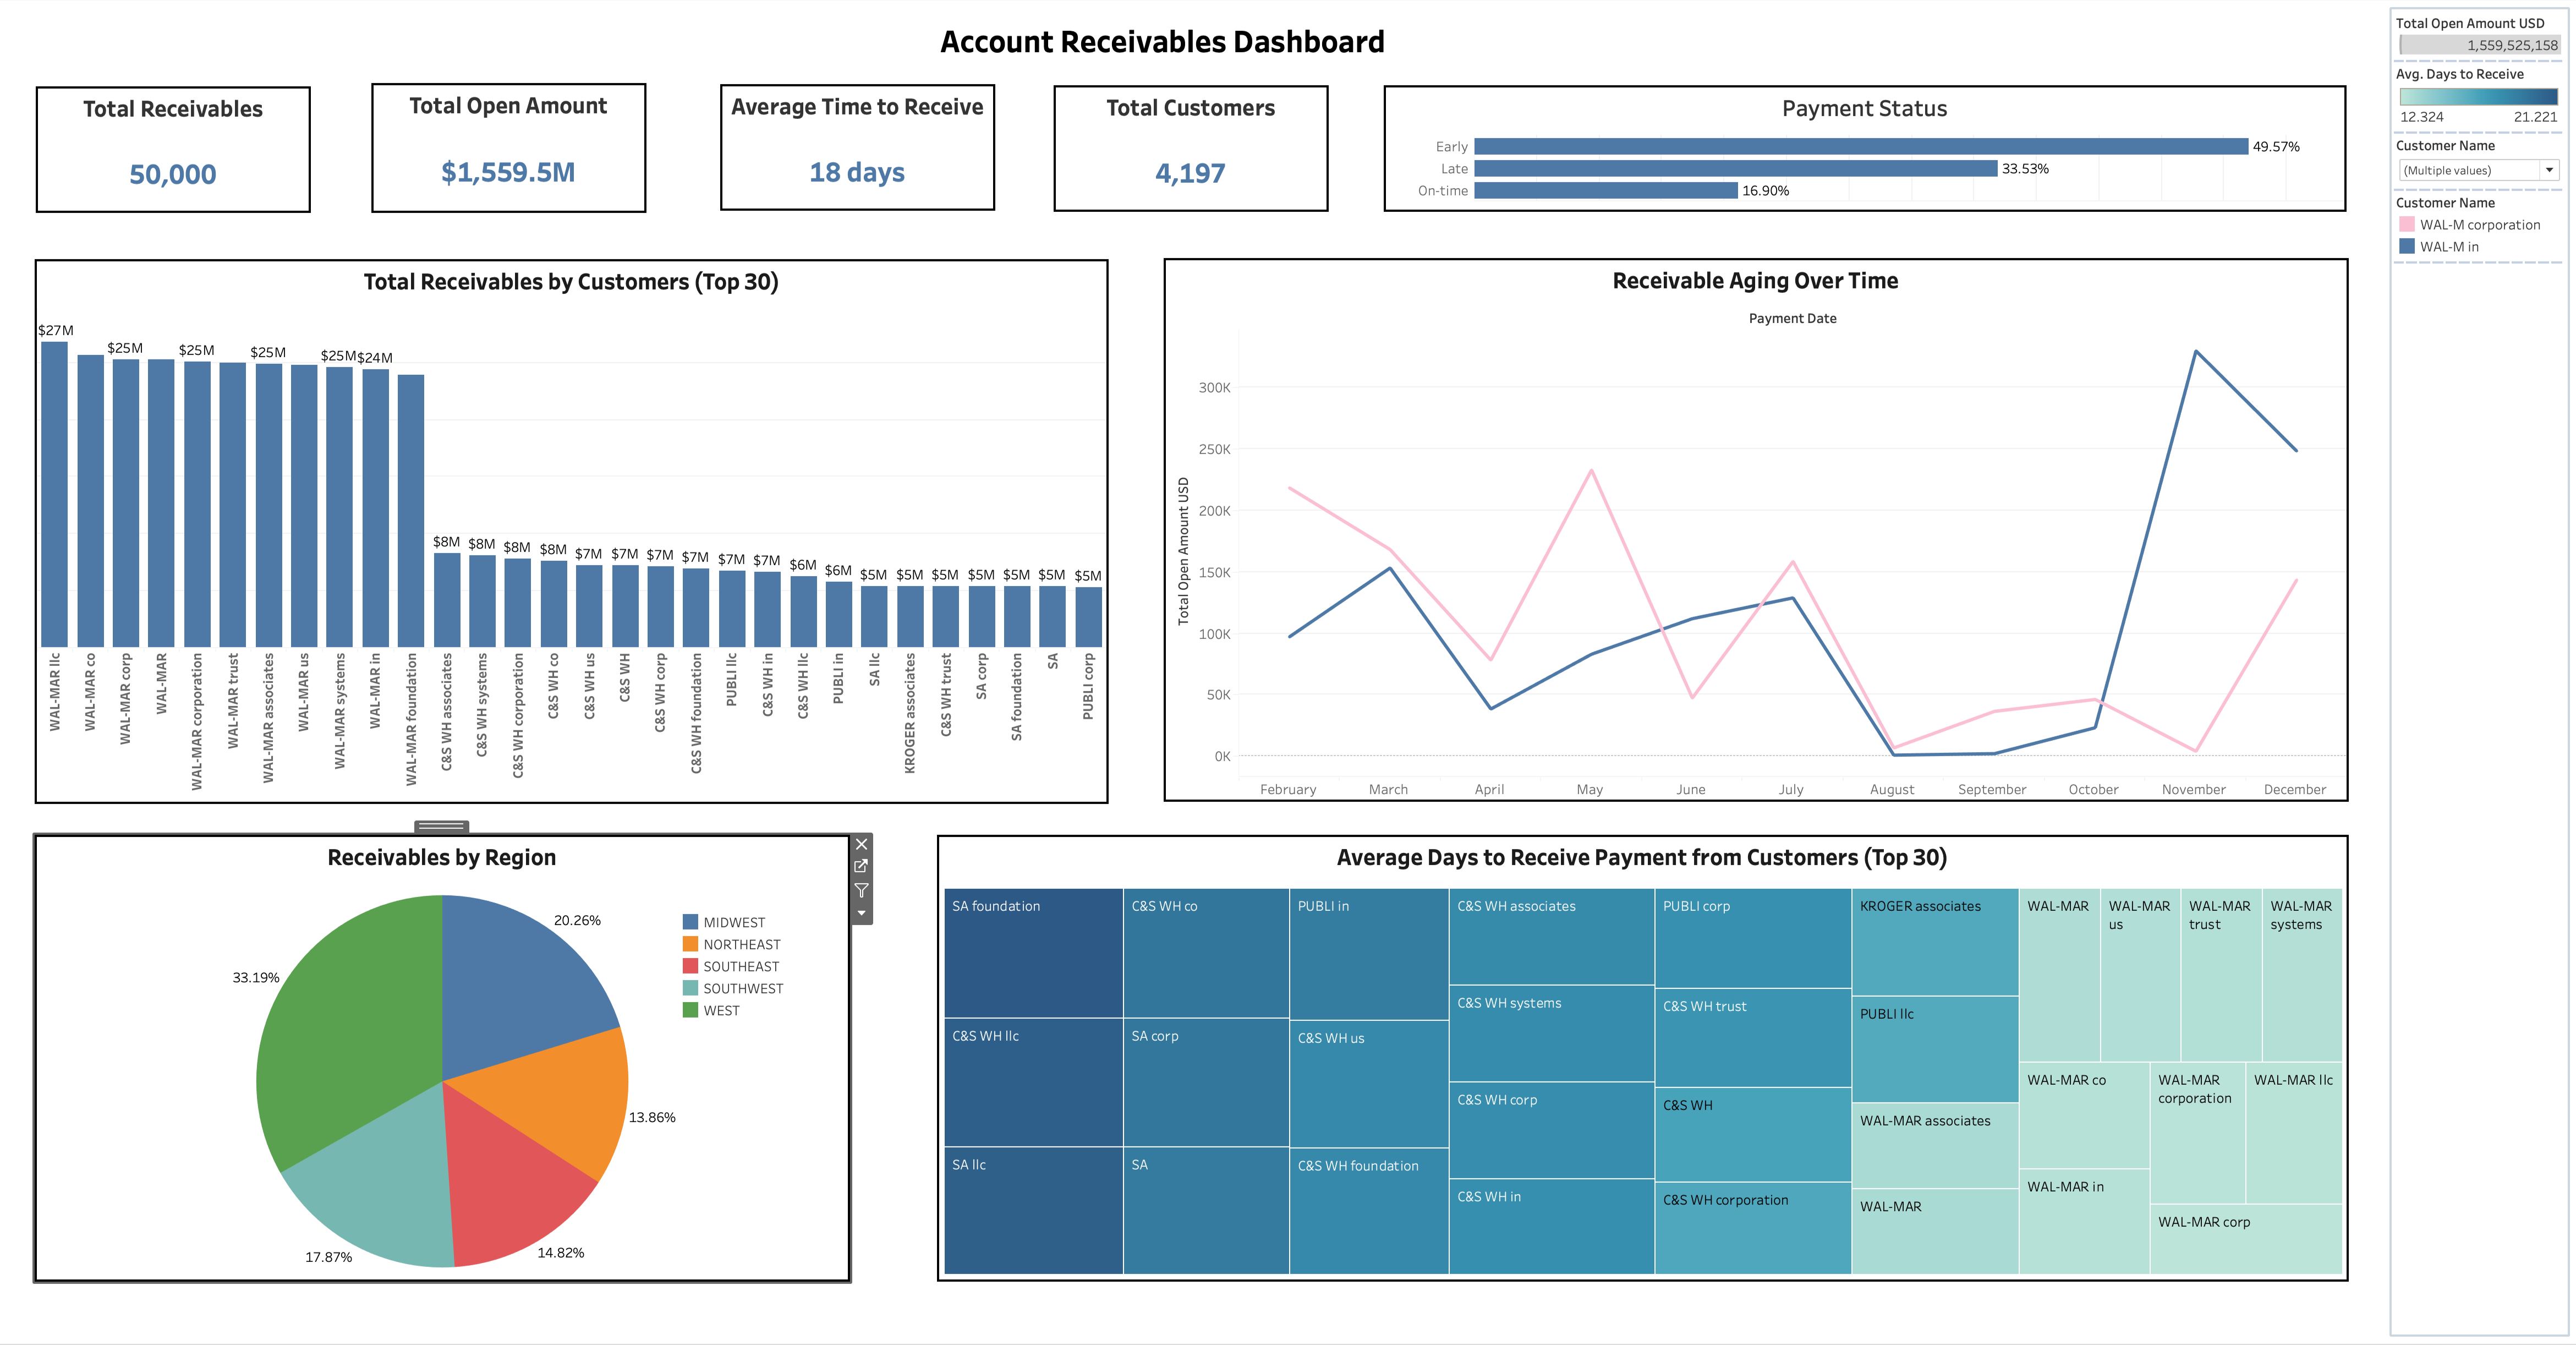 Account Receivables Dashboard
Total Receivables
50,000
Total Open Amount
$1,559.5M
Average Time to Receive
18 days
Total Customers
4,197
Payment Status
Early 49.57%
Late 33.53%
On-time 16.90%
Total Open Amount USD
1,559,525,158
Avg. Days to Receive
12.324 21.221
Customer Name
(Multiple values)
Customer Name
WAL-M corporation
WAL-M in
Total Receivables by Customers (Top 30)
$27M
$25M
$25M
$25M
$25M
$24M
$8M
$8M
$8M
$8M
$7M
$7M
$7M
$7M
$7M
$7M
$6M
$6M
$5M
$5M
$5M
$5M
$5M
$5M
$5M
WAL-MAR llc
WAL-MAR co
WAL-MAR corp
WAL-MAR
WAL-MAR corporation
WAL-MAR trust
WAL-MAR associates
WAL-MAR us
WAL-MAR systems
WAL-MAR in
WAL-MAR foundation
C&S WH associates
C&S WH systems
C&S WH corporation
C&S WH co
C&S WH us
C&S WH
C&S WH corp
C&S WH foundation
PUBLI llc
C&S WH in
C&S WH llc
PUBLI in
SA llc
KROGER associates
C&S WH trust
SA corp
SA foundation
SA
PUBLI corp
Receivable Aging Over Time
Payment Date
Total Open Amount USD
300K
250K
200K
150K
100K
50K
0K
February March April May June July August September October November December
Receivables by Region
20.26%
13.86%
14.82%
17.87%
33.19%
MIDWEST
NORTHEAST
SOUTHEAST
SOUTHWEST
WEST
Average Days to Receive Payment from Customers (Top 30)
SA foundation
C&S WH llc
SA llc
C&S WH co
SA corp
SA
PUBLI in
C&S WH us
C&S WH foundation
C&S WH associates
C&S WH systems
C&S WH corp
C&S WH in
PUBLI corp
C&S WH trust
C&S WH
C&S WH corporation
KROGER associates
PUBLI llc
WAL-MAR associates
WAL-MAR
WAL-MAR
WAL-MAR
us
WAL-MAR
trust
WAL-MAR
systems
WAL-MAR co
WAL-MAR in
WAL-MAR
corporation
WAL-MAR llc
WAL-MAR corp